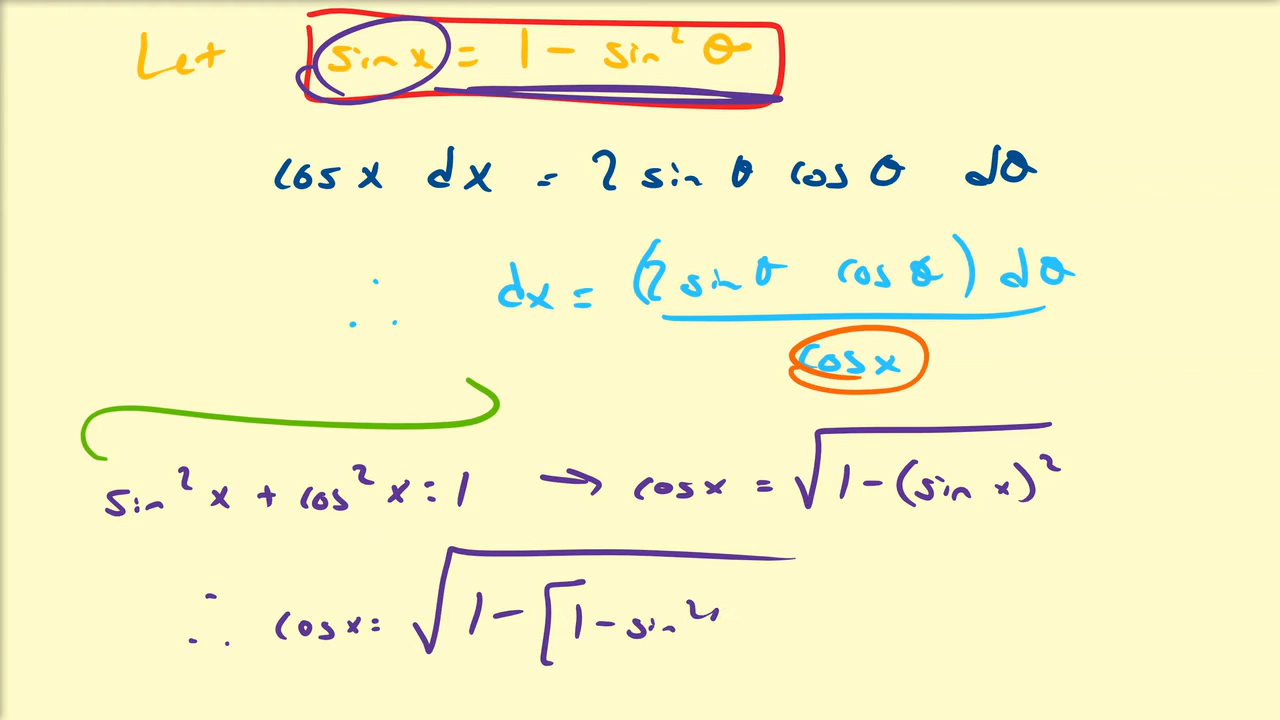 Let sin x = 1 - sin² θ
cos x dx = 2 sin θ cos θ dθ
∴ dx = (2 sin θ cos θ) dθ
cos x
sin² x + cos² x = 1 → cos x = √1 - (sin x)²
∴ cos x = √1 - [1 - sin²